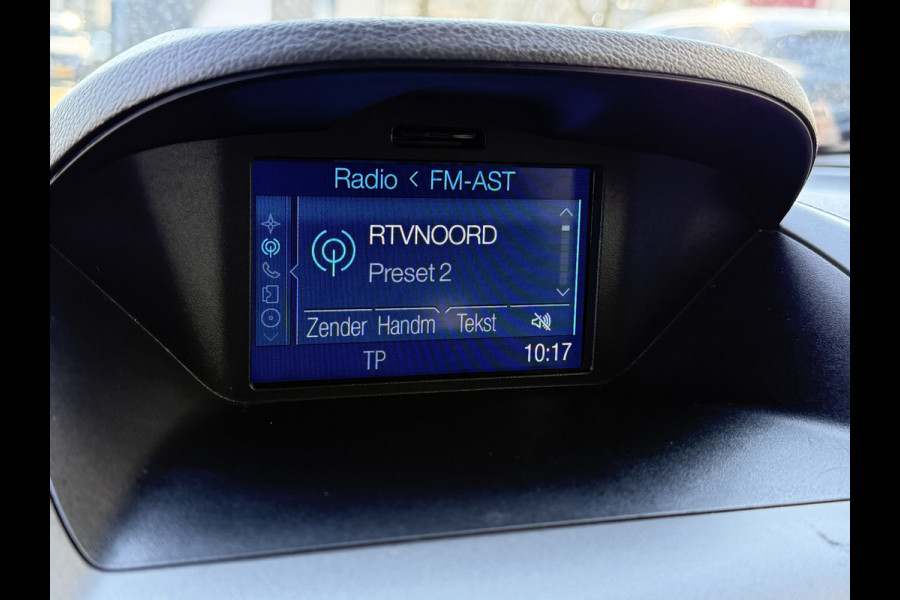 Radio < FM-AST
RTVNOORD
Preset 2
Zender Handm Tekst
TP
10:17